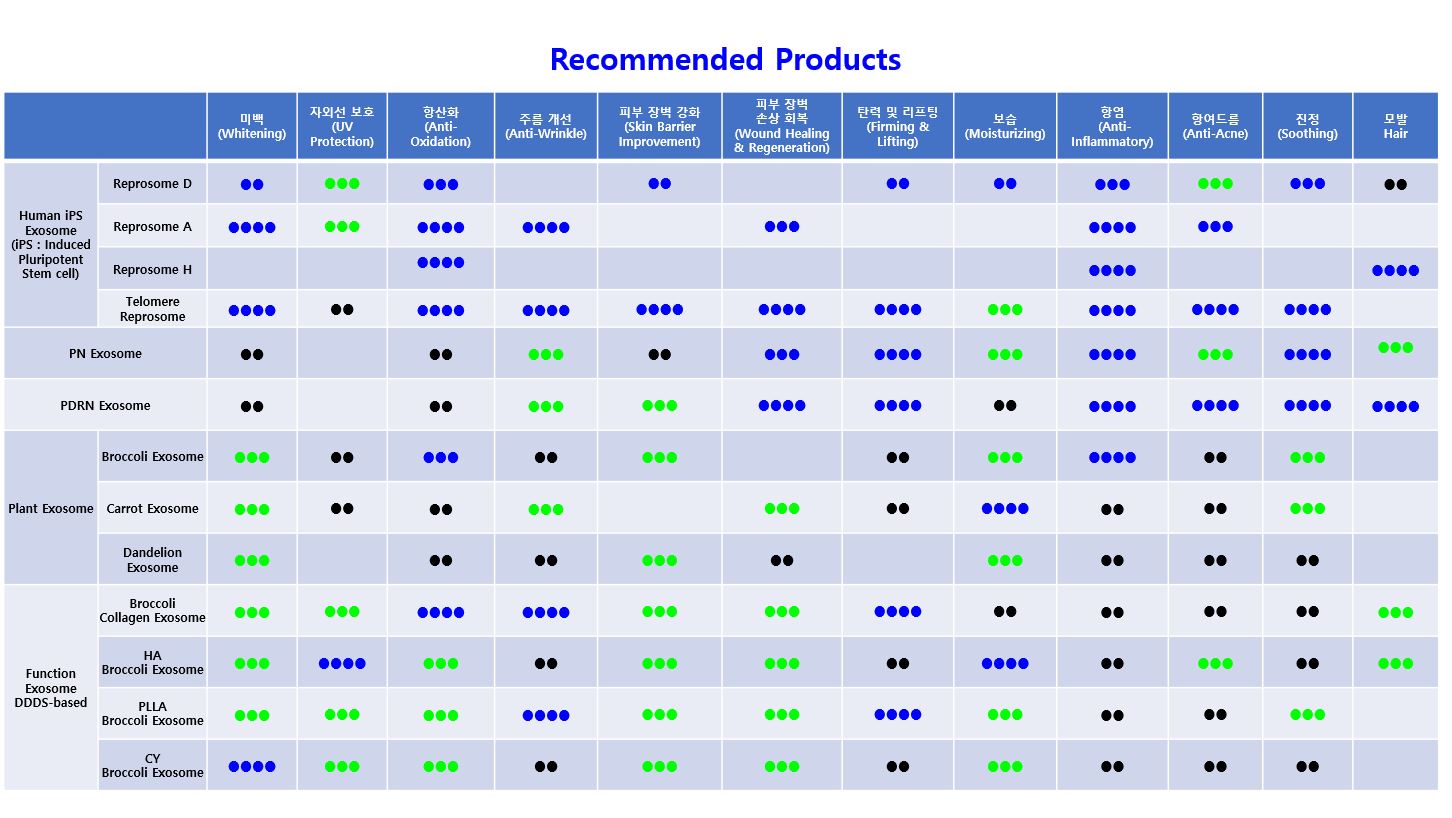 Recommended Products
미백
(Whitening)
자외선 보호
(UV
Protection)
항산화
(Anti-
Oxidation)
주름 개선
(Anti-Wrinkle)
피부 장벽 강화
(Skin Barrier
Improvement)
피부 장벽
손상 회복
(Wound Healing
& Regeneration)
탄력 및 리프팅
(Firming &
Lifting)
보습
(Moisturizing)
항염
(Anti-
Inflammatory)
항여드름
(Anti-Acne)
진정
(Soothing)
모발
Hair
Human iPS
Exosome
(iPS : Induced
Pluripotent
Stem cell)
Reprosome D
Reprosome A
Reprosome H
Telomere
Reprosome
PN Exosome
PDRN Exosome
Plant Exosome
Broccoli Exosome
Carrot Exosome
Dandelion
Exosome
Function
Exosome
DDDS-based
Broccoli
Collagen Exosome
HA
Broccoli Exosome
PLLA
Broccoli Exosome
CY
Broccoli Exosome